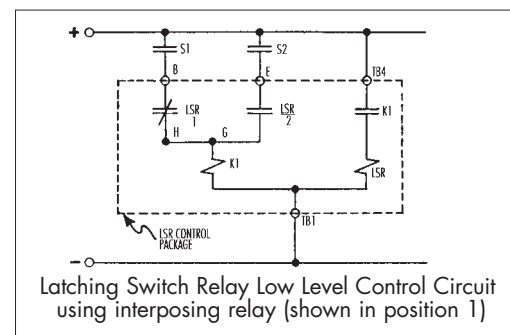 +
S1
S2
B
E
TB4
LSR
1
LSR
2
K1
H
G
K1
LSR
TB1
LSR CONTROL
PACKAGE
-
Latching Switch Relay Low Level Control Circuit
using interposing relay (shown in position 1)